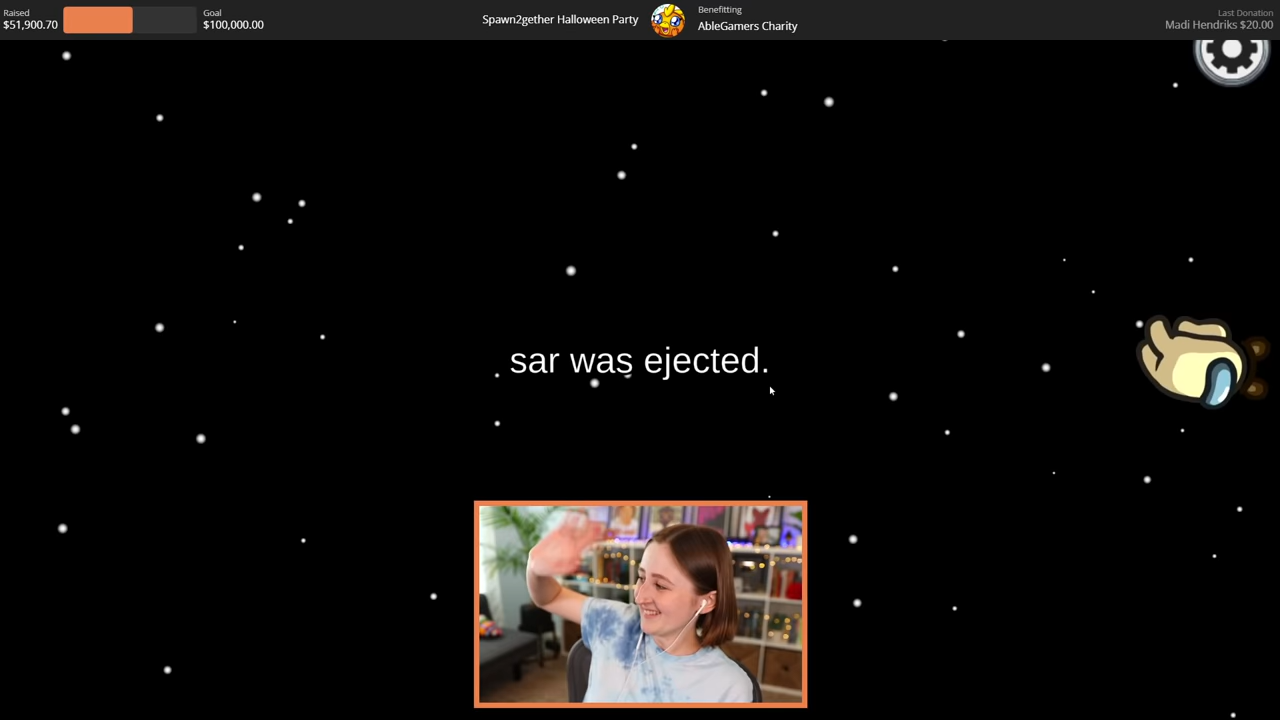 Raised
$51,900.70
Goal
$100,000.00
Spawn2gether Halloween Party
Benefitting
AbleGamers Charity
Last Donation
Madi Hendriks $20.00
sar was ejected.